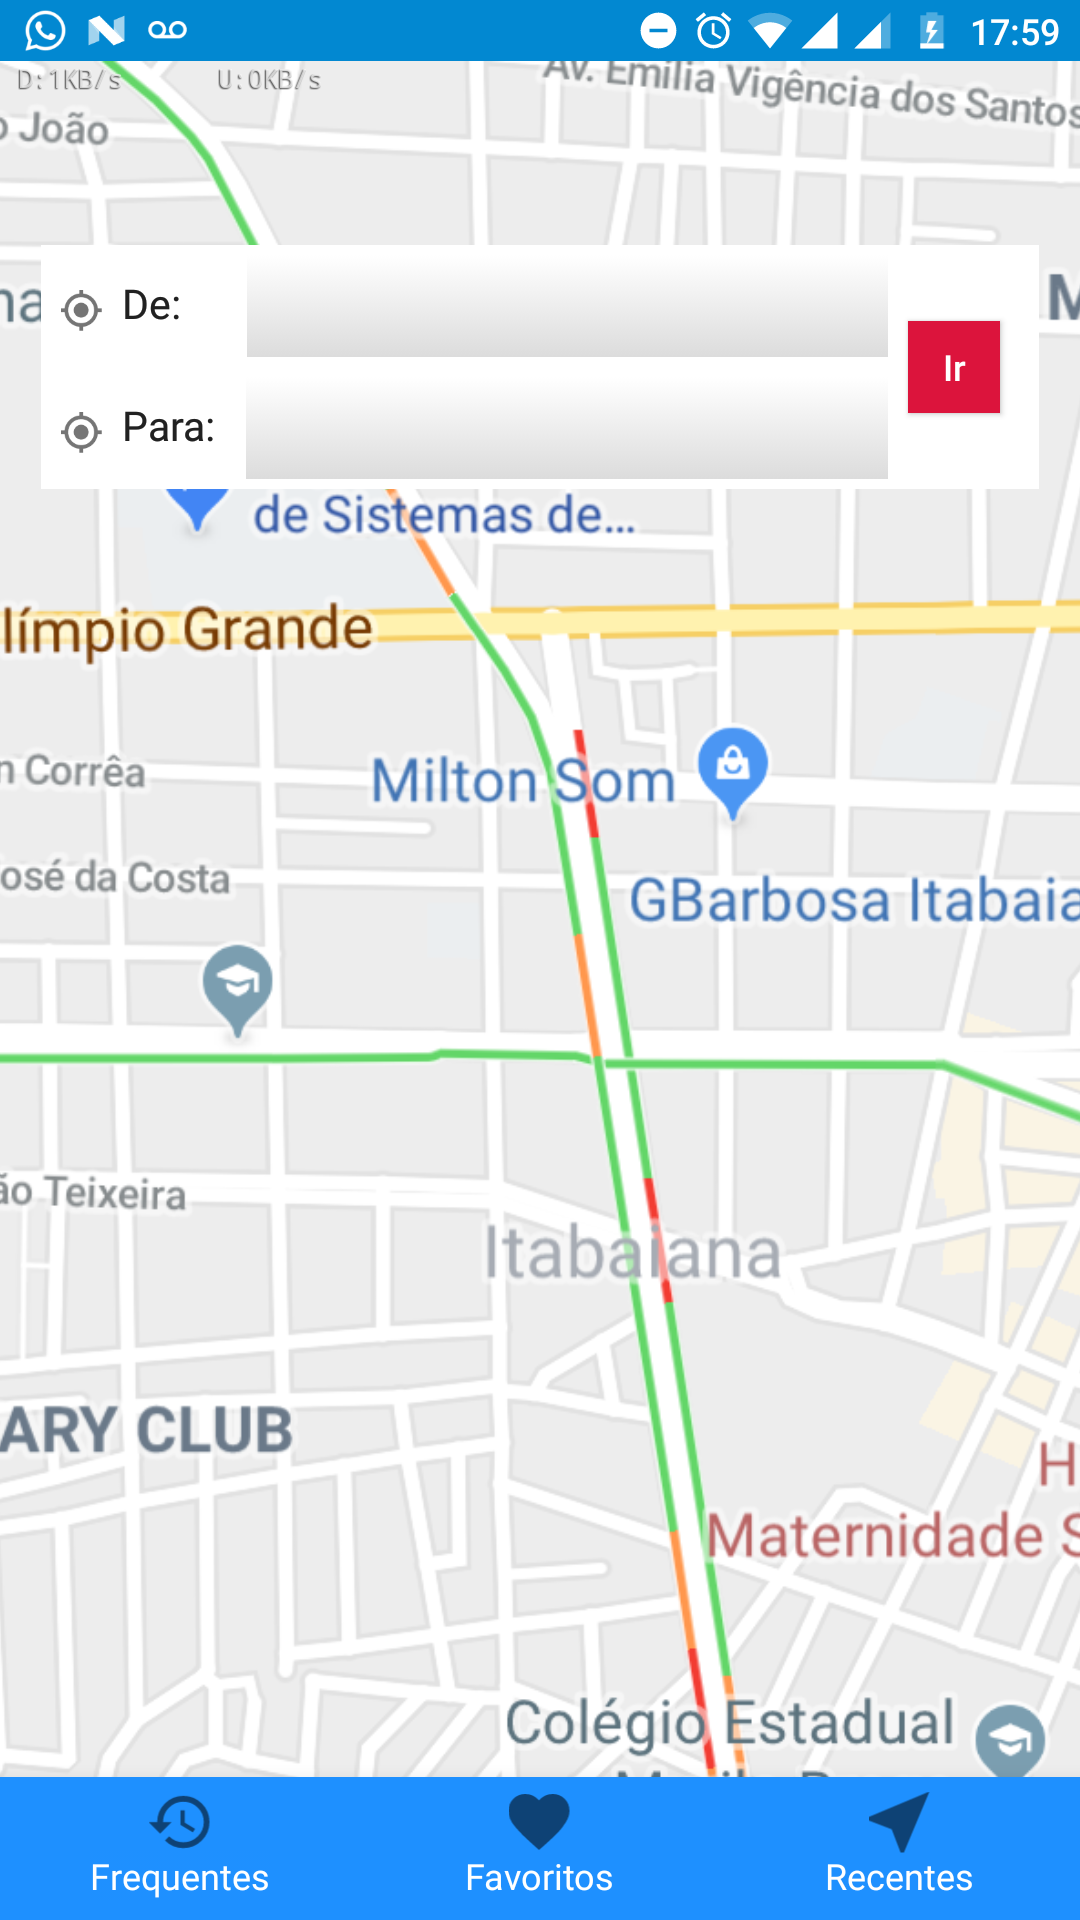 17:59
D:1KB/s U:0KB/s
Av. Emília Vigência dos Santos
o João
De:
Ir
Para:
de Sistemas de...
límpio Grande
Corrêa
Milton Som
osé da Costa
GBarbosa Itabaia
ão Teixeira
Itabaiana
ARY CLUB
H
Maternidade S
Colégio Estadual
Frequentes
Favoritos
Recentes